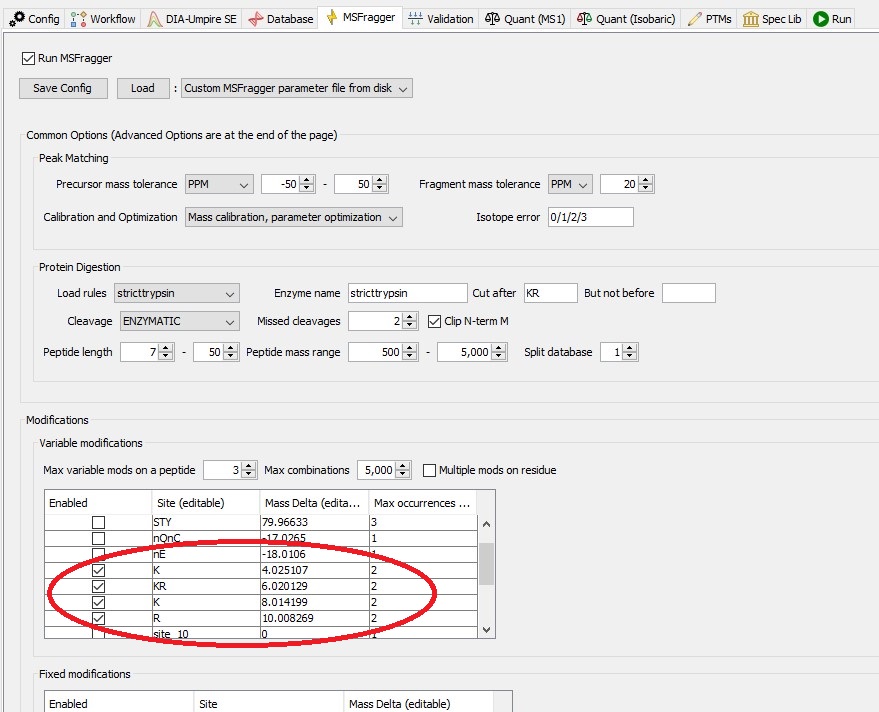 Config Workflow DIA-Umpire SE Database MSFragger Validation Quant (MS1) Quant (Isobaric) PTMs Spec Lib Run
Run MSFragger
Save Config Load : Custom MSFragger parameter file from disk
Common Options (Advanced Options are at the end of the page)
Peak Matching
Precursor mass tolerance PPM -50 - 50 Fragment mass tolerance PPM 20
Calibration and Optimization Mass calibration, parameter optimization Isotope error 0/1/2/3
Protein Digestion
Load rules stricttrypsin Enzyme name stricttrypsin Cut after KR But not before
Cleavage ENZYMATIC Missed cleavages 2 Clip N-term M
Peptide length 7 - 50 Peptide mass range 500 - 5,000 Split database 1
Modifications
Variable modifications
Max variable mods on a peptide 3 Max combinations 5,000 Multiple mods on residue
Enabled Site (editable) Mass Delta (edita... Max occurrences ...
STY 79.96633 3
nQnC -17.0265 1
nE -18.0106 1
K 4.025107 2
KR 6.020129 2
K 8.014199 2
R 10.008269 2
site_10 0 1
Fixed modifications
Enabled Site Mass Delta (editable)